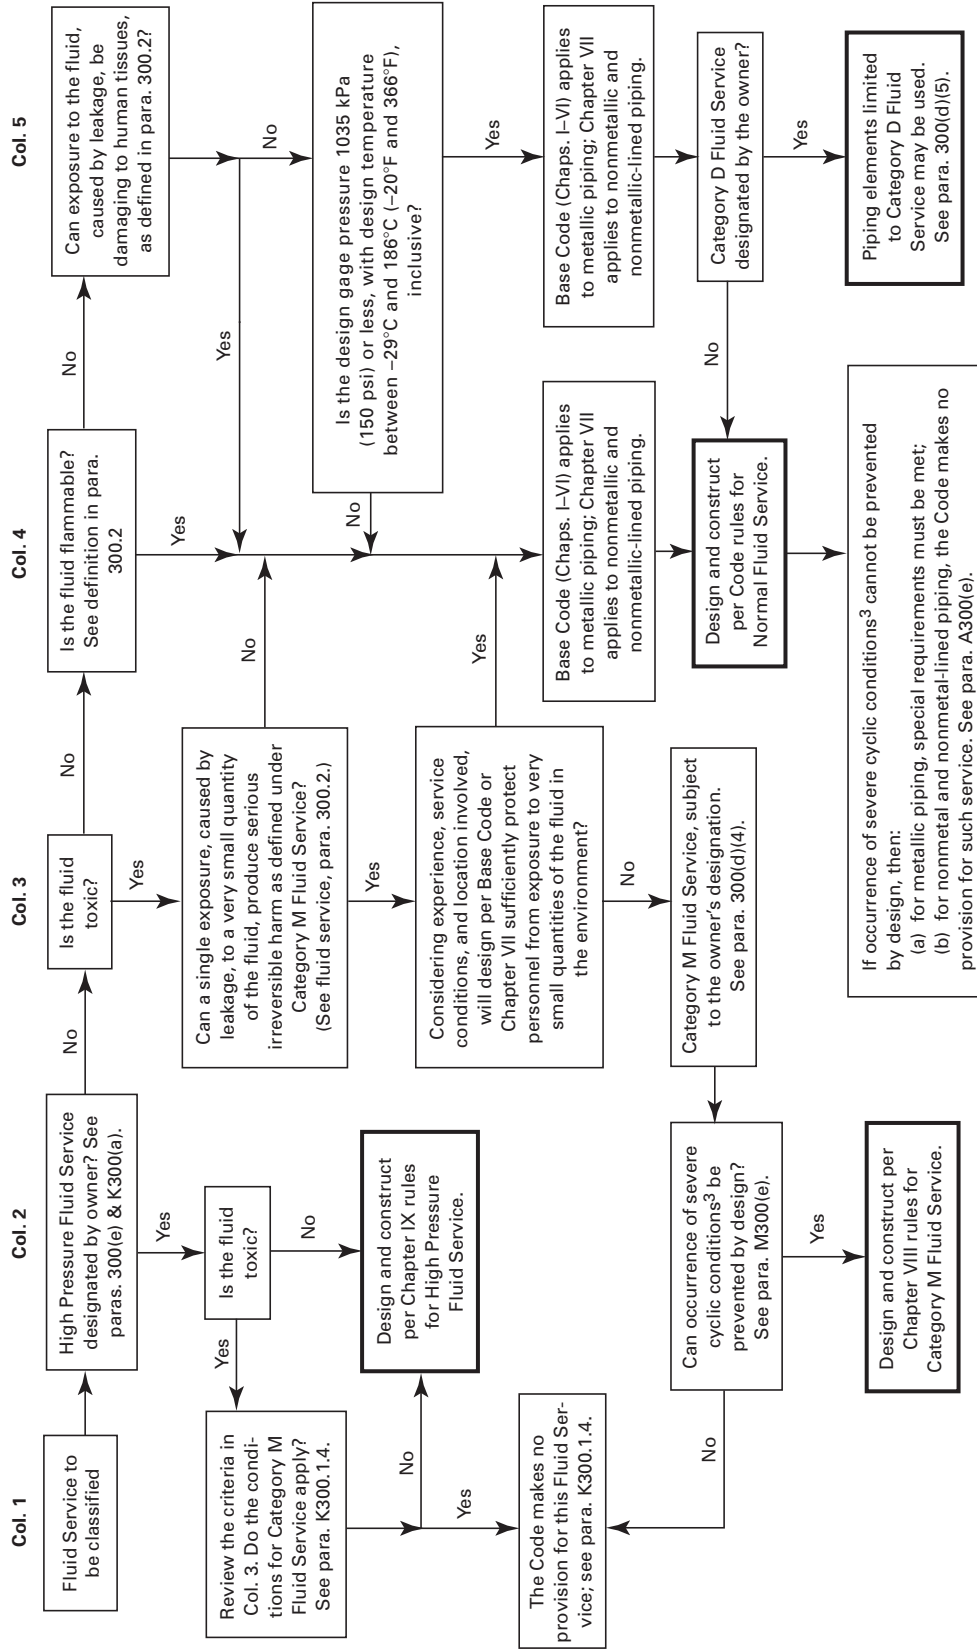 Col. 1
Col. 2
Col. 3
Col. 4
Col. 5
Fluid Service to
be classified
High Pressure Fluid Service
designated by owner? See
paras. 300(e) & K300(a).
No
Is the fluid
toxic?
No
Is the fluid flammable?
See definition in para.
300.2
No
Can exposure to the fluid,
caused by leakage, be
damaging to human tissues,
as defined in para. 300.2?
Yes
Is the fluid
toxic?
Yes
No
Review the criteria in
Col. 3. Do the condi-
tions for Category M
Fluid Service apply?
See para. K300.1.4.
No
Yes
Design and construct
per Chapter IX rules
for High Pressure
Fluid Service.
The Code makes no
provision for this Fluid Ser-
vice; see para. K300.1.4.
Yes
Can a single exposure, caused by
leakage, to a very small quantity
of the fluid, produce serious
irreversible harm as defined under
Category M Fluid Service?
(See fluid service, para. 300.2.)
No
Yes
Considering experience, service
conditions, and location involved,
will design per Base Code or
Chapter VII sufficiently protect
personnel from exposure to very
small quantities of the fluid in
the environment?
Yes
No
Category M Fluid Service, subject
to the owner's designation.
See para. 300(d)(4).
Can occurrence of severe
cyclic conditions3 be
prevented by design?
See para. M300(e).
No
Yes
Design and construct per
Chapter VIII rules for
Category M Fluid Service.
Yes
Yes
No
Is the design gage pressure 1035 kPa
(150 psi) or less, with design temperature
between –29°C and 186°C (–20°F and 366°F),
inclusive?
No
Yes
Base Code (Chaps. I–VI) applies
to metallic piping; Chapter VII
applies to nonmetallic and
nonmetallic-lined piping.
Base Code (Chaps. I–VI) applies
to metallic piping; Chapter VII
applies to nonmetallic and
nonmetallic-lined piping.
Design and construct
per Code rules for
Normal Fluid Service.
No
Category D Fluid Service
designated by the owner?
Yes
Piping elements limited
to Category D Fluid
Service may be used.
See para. 300(d)(5).
If occurrence of severe cyclic conditions3 cannot be prevented
by design, then:
(a) for metallic piping, special requirements must be met;
(b) for nonmetal and nonmetal-lined piping, the Code makes no
provision for such service. See para. A300(e).